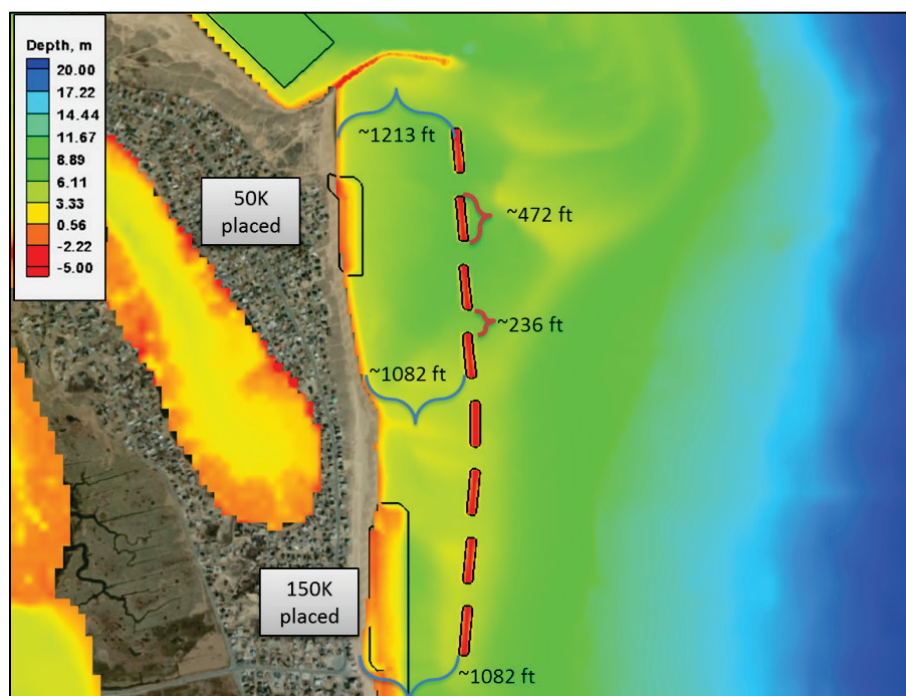 Depth, m
20.00
17.22
14.44
11.67
8.89
6.11
3.33
0.56
-2.22
-5.00
~1213 ft
50K
placed
~472 ft
~236 ft
~1082 ft
150K
placed
~1082 ft